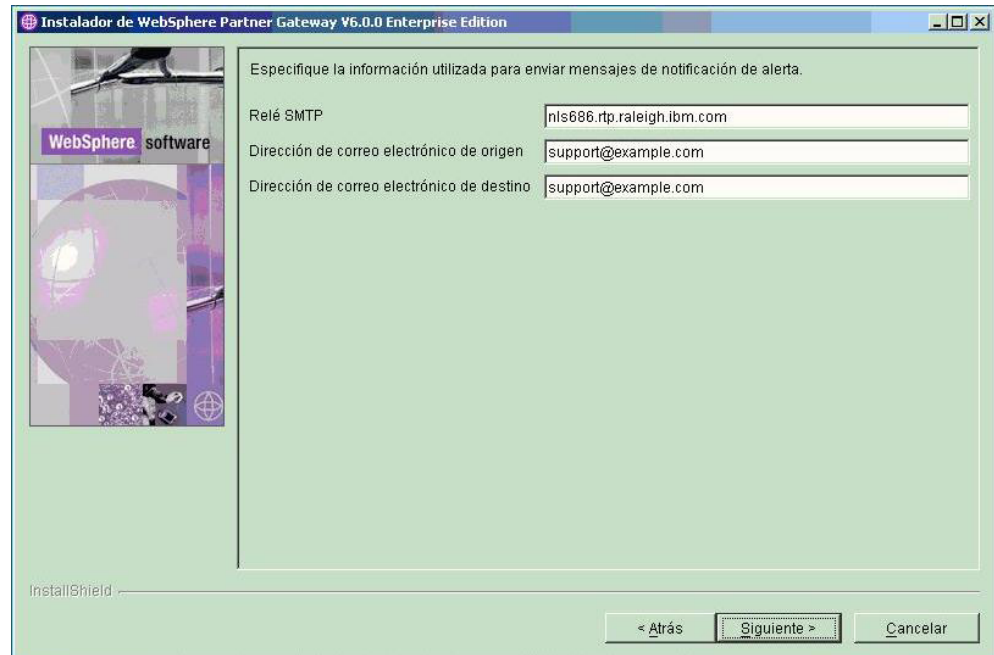 Instalador de WebSphere Partner Gateway V6.0.0 Enterprise Edition
WebSphere software
Especifique la información utilizada para enviar mensajes de notificación de alerta.
Relé SMTP
nls686.rtp.raleigh.ibm.com
Dirección de correo electrónico de origen
support@example.com
Dirección de correo electrónico de destino
support@example.com
InstallShield
< Atrás
Siguiente >
Cancelar